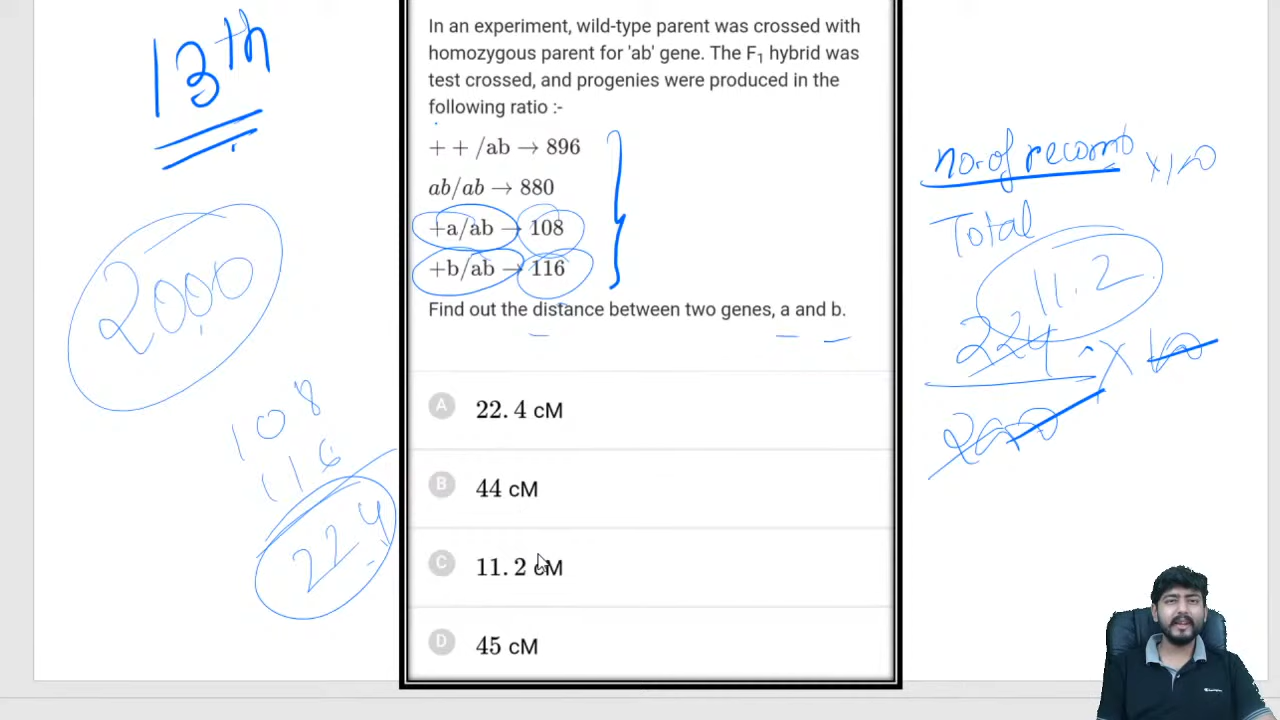 13th
In an experiment, wild-type parent was crossed with
homozygous parent for 'ab' gene. The F₁ hybrid was
test crossed, and progenies were produced in the
following ratio :-
+ + /ab → 896
ab/ab → 880
+a/ab → 108
+b/ab → 116
Find out the distance between two genes, a and b.
A 22. 4 cM
B 44 cM
C 11. 2 cM
D 45 cM
2000
108
116
224
no. of recomb × 100
Total
11.2
224 × 100
2000